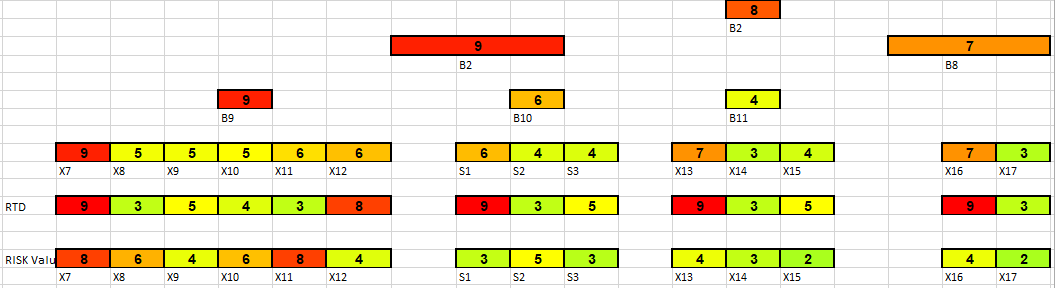 8
B2
9 7
B2 B8
9 6 4
B9 B10 B11
9 5 5 5 6 6 6 4 4 7 3 4 7 3
X7 X8 X9 X10 X11 X12 S1 S2 S3 X13 X14 X15 X16 X17
RTD 9 3 5 4 3 8 9 3 5 9 3 5 9 3
RISK Valu 8 6 4 6 8 4 3 5 3 4 3 2 4 2
X7 X8 X9 X10 X11 X12 S1 S2 S3 X13 X14 X15 X16 X17